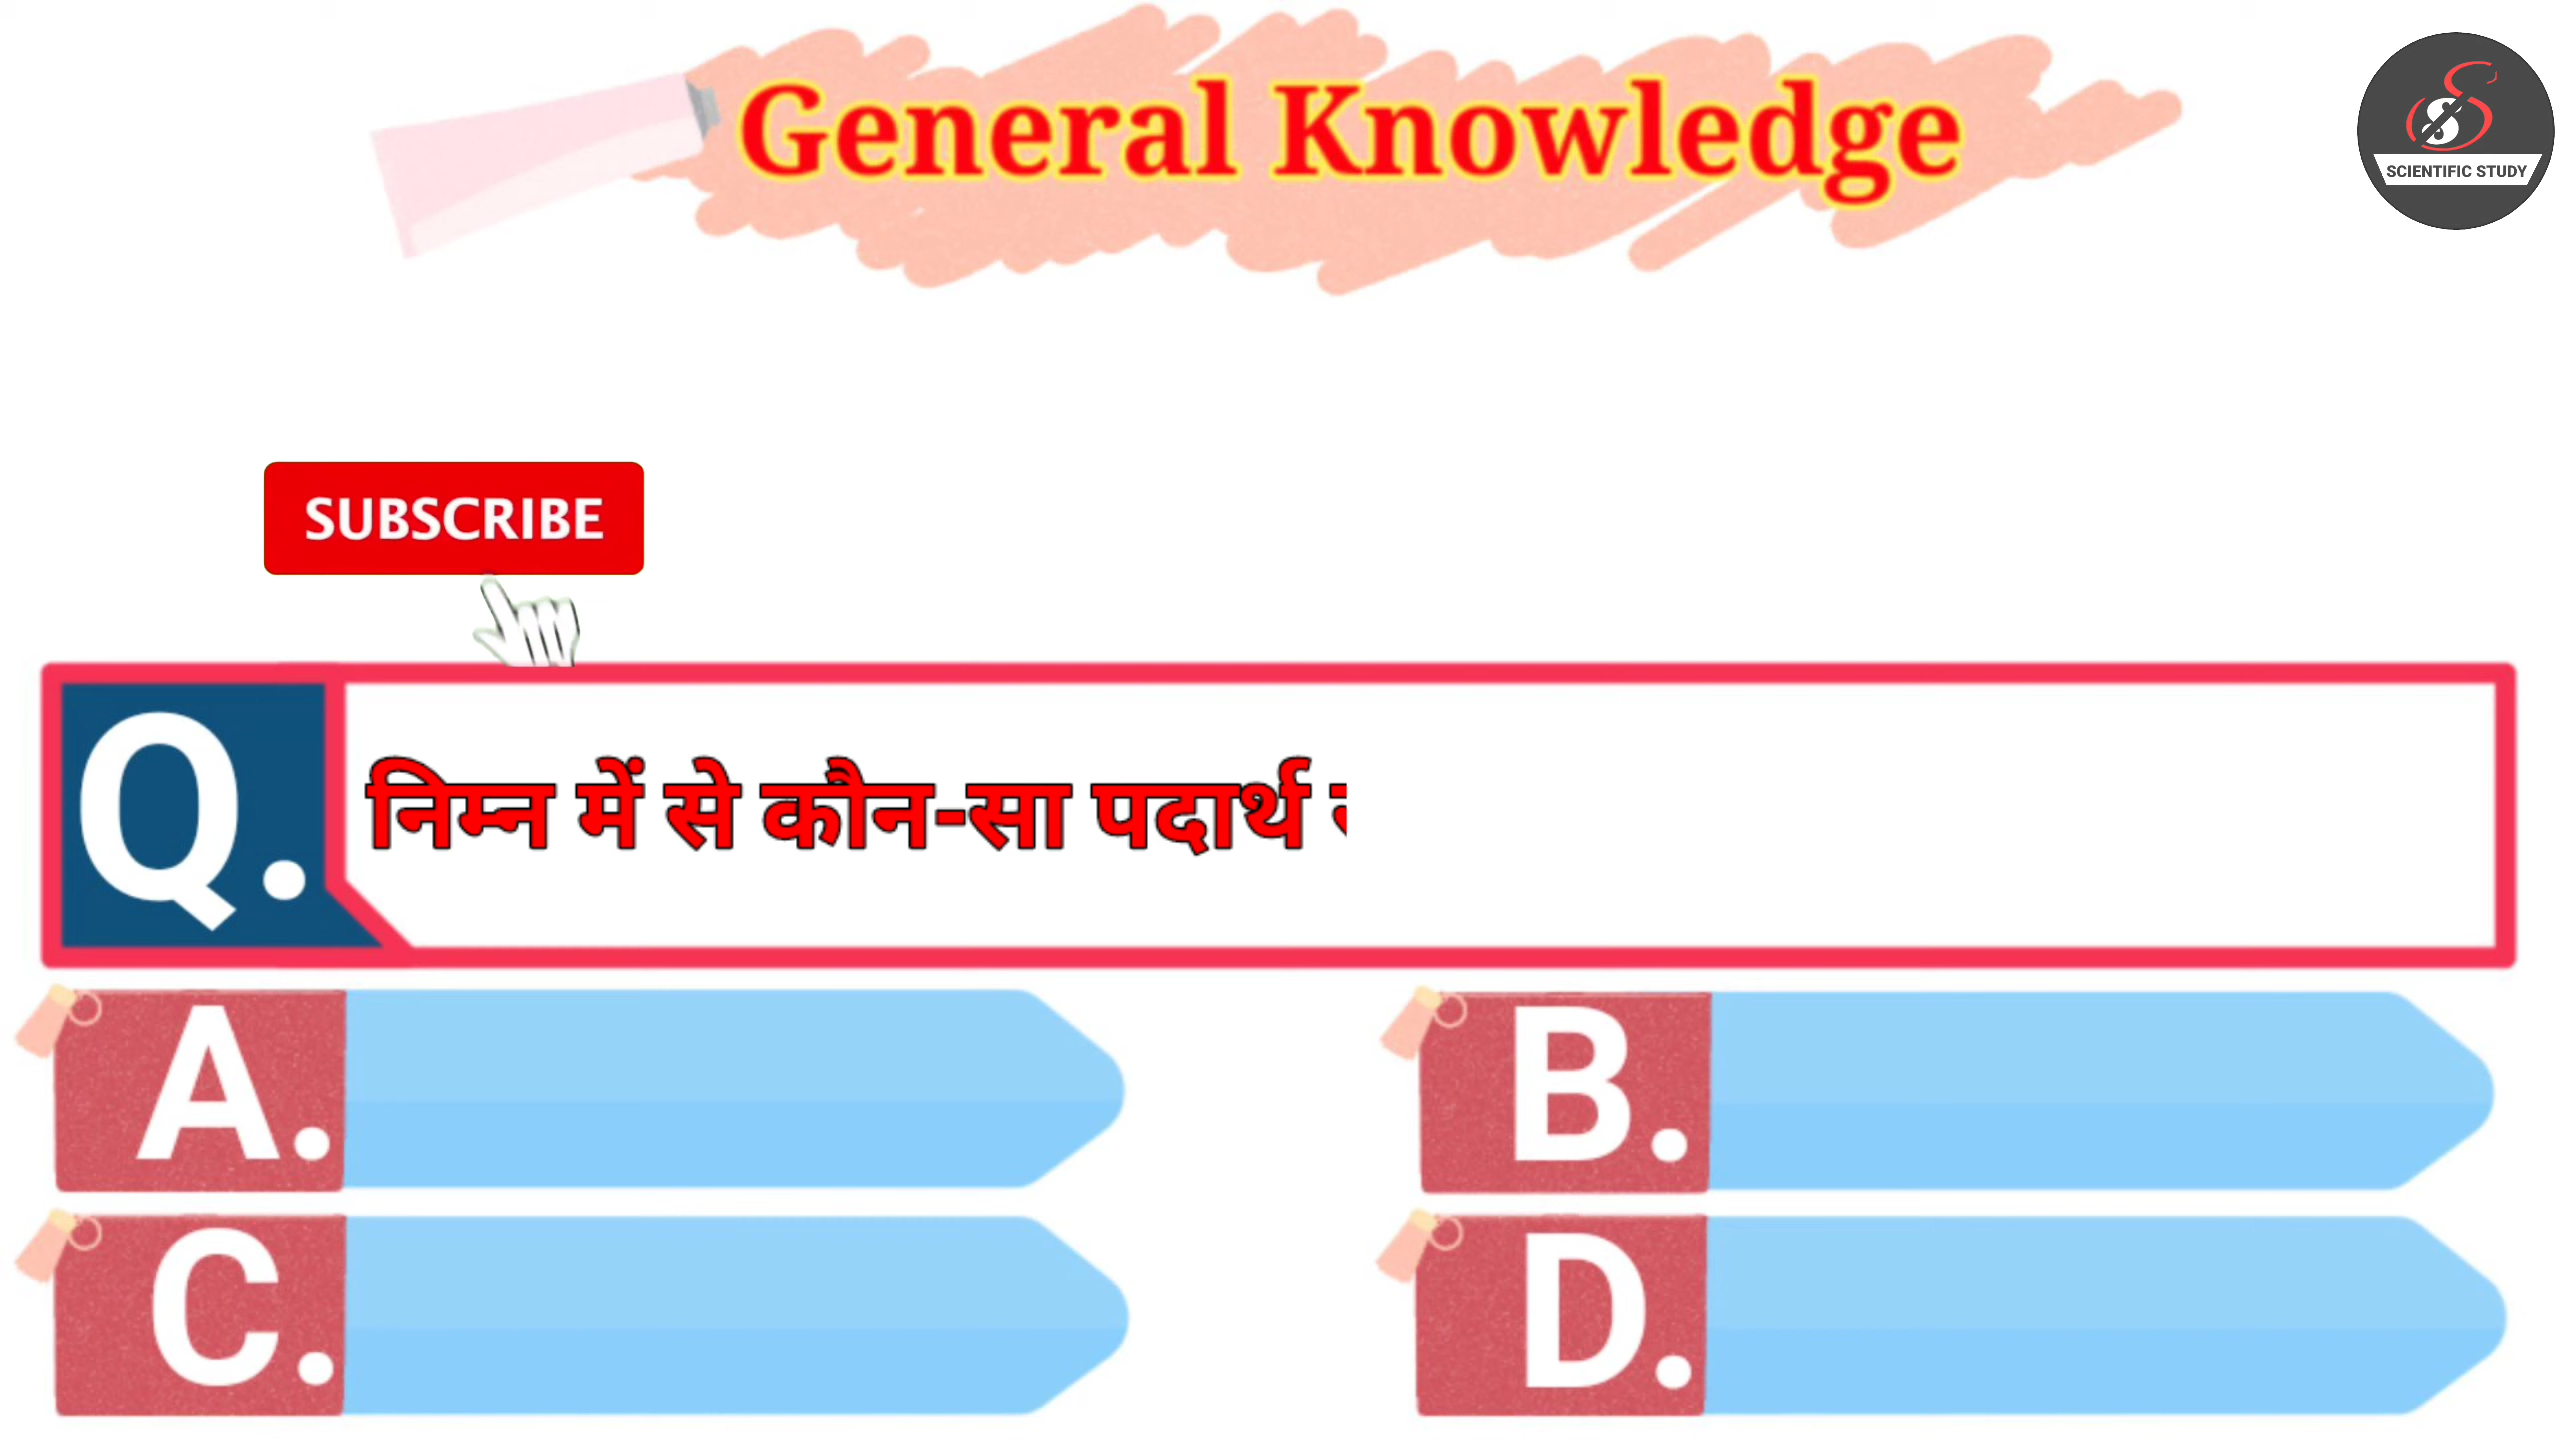 General Knowledge
SCIENTIFIC STUDY
SUBSCRIBE
Q.
निम्न में से कौन-सा पदार्थ
A.
B.
C.
D.